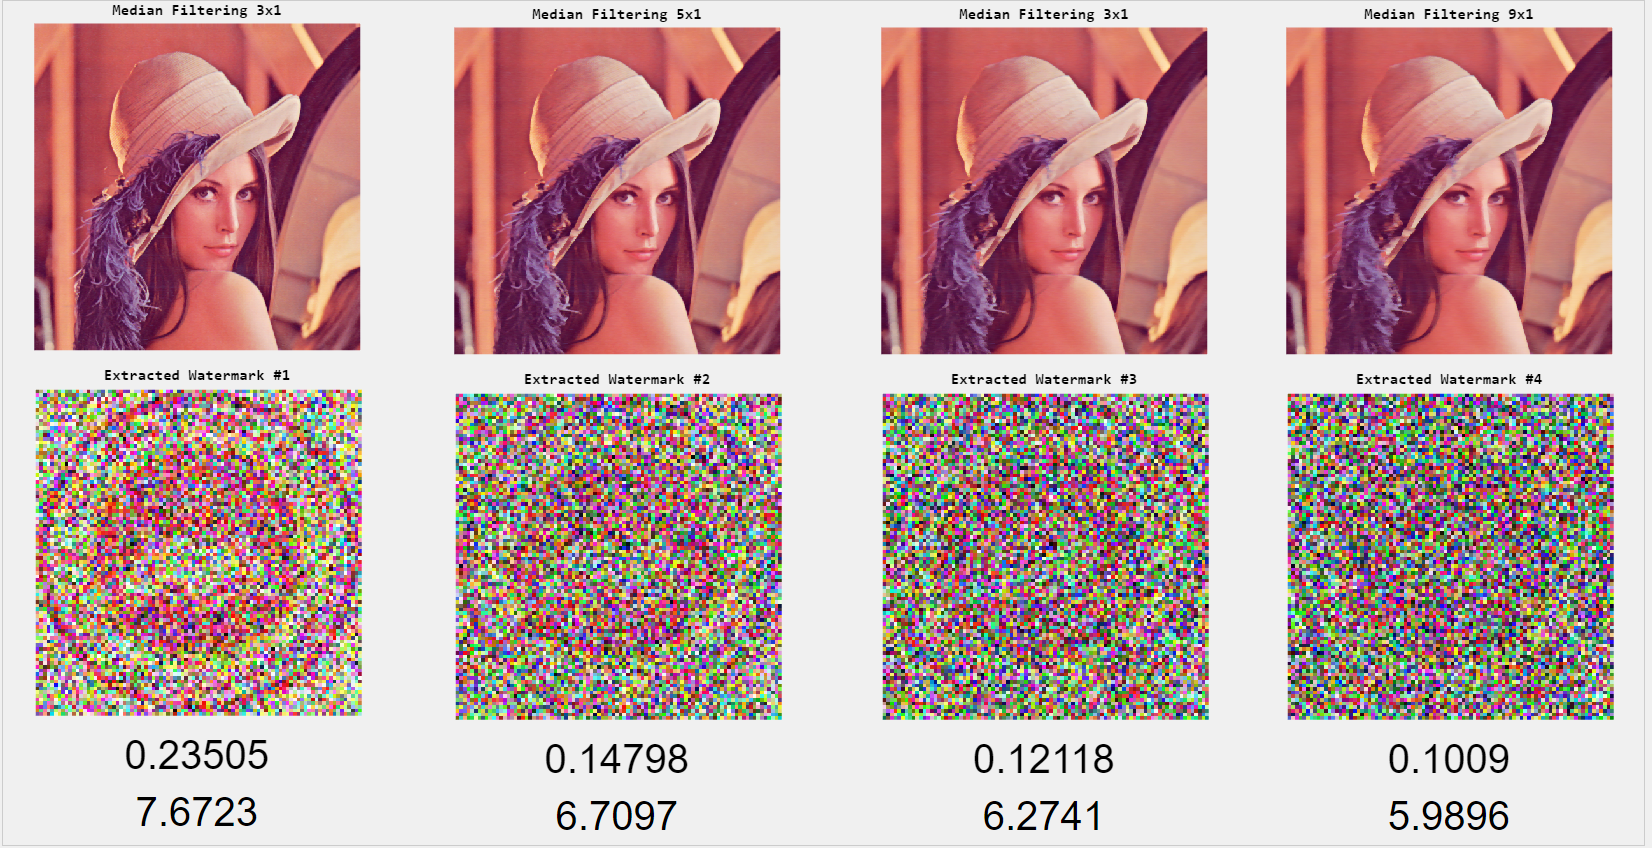 Median Filtering 3x1
Median Filtering 5x1
Median Filtering 3x1
Median Filtering 9x1
Extracted Watermark #1
Extracted Watermark #2
Extracted Watermark #3
Extracted Watermark #4
0.23505
0.14798
0.12118
0.1009
7.6723
6.7097
6.2741
5.9896